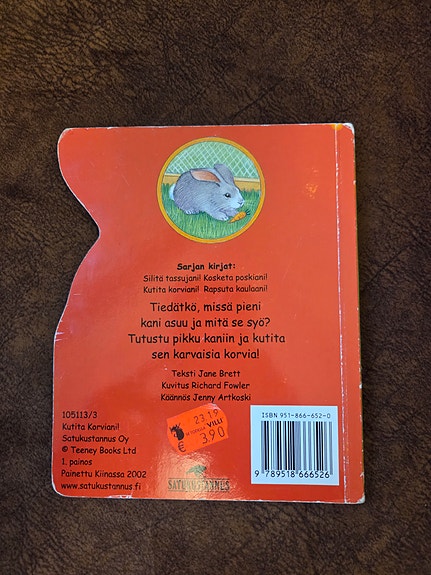 Sarjan kirjat:
Silitä tassujani! Kosketa poskiani!
Kutita korviani! Rapsuta kaulaani!
Tiedätkö, missä pieni
kani asuu ja mitä se syö?
Tutustu pikku kaniin ja kutita
sen karvaisia korvia!
Teksti Jane Brett
Kuvitus Richard Fowler
Käännös Jenny Artkoski
105113/3
Kutita Korviani!
Satukustannus Oy
© Teeney Books Ltd
1. painos
Painettu Kiinassa 2002
www.satukustannus.fi
23 19
VILLI
€ 3.90
SATUKUSTANNUS
ISBN 951-866-652-0
9 789518 666526